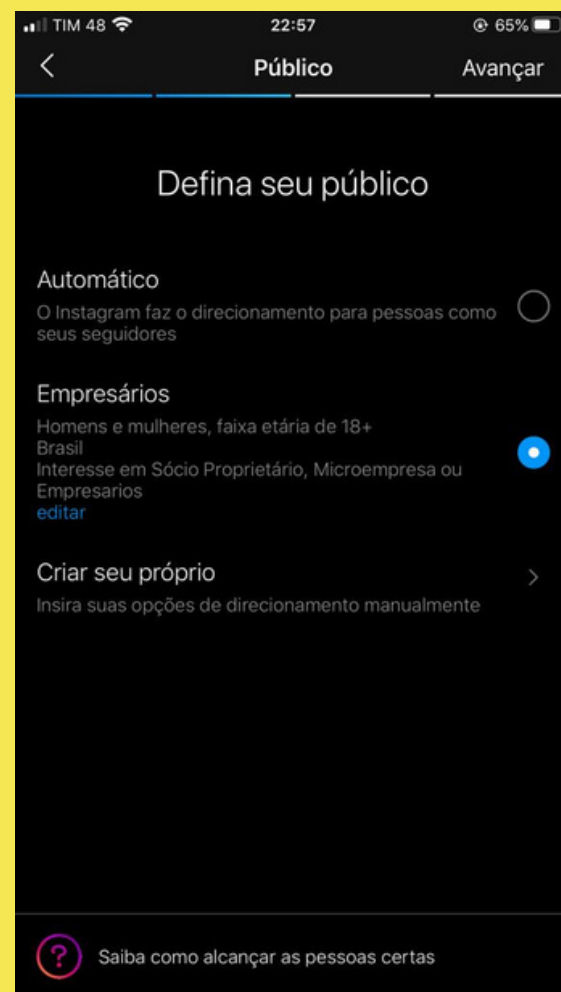 TIM 48
22:57
65%
Público
Avançar
Defina seu público
Automático
O Instagram faz o direcionamento para pessoas como
seus seguidores
Empresários
Homens e mulheres, faixa etária de 18+
Brasil
Interesse em Sócio Proprietário, Microempresa ou
Empresarios
editar
Criar seu próprio
Insira suas opções de direcionamento manualmente
? Saiba como alcançar as pessoas certas